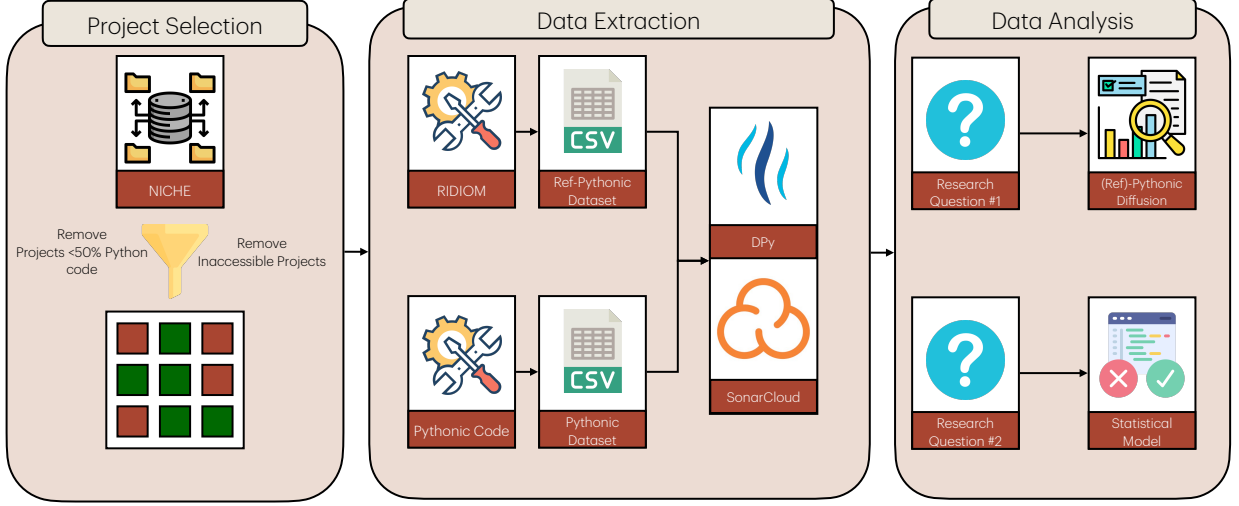 Project Selection
NICHE
Remove
Projects <50% Python
code
Remove
Inaccessible Projects
Data Extraction
RIDIOM
Ref-Pythonic
Dataset
CSV
Pythonic Code
Pythonic
Dataset
CSV
DPy
SonarCloud
Data Analysis
?
Research
Question #1
(Ref)-Pythonic
Diffusion
?
Research
Question #2
Statistical
Model